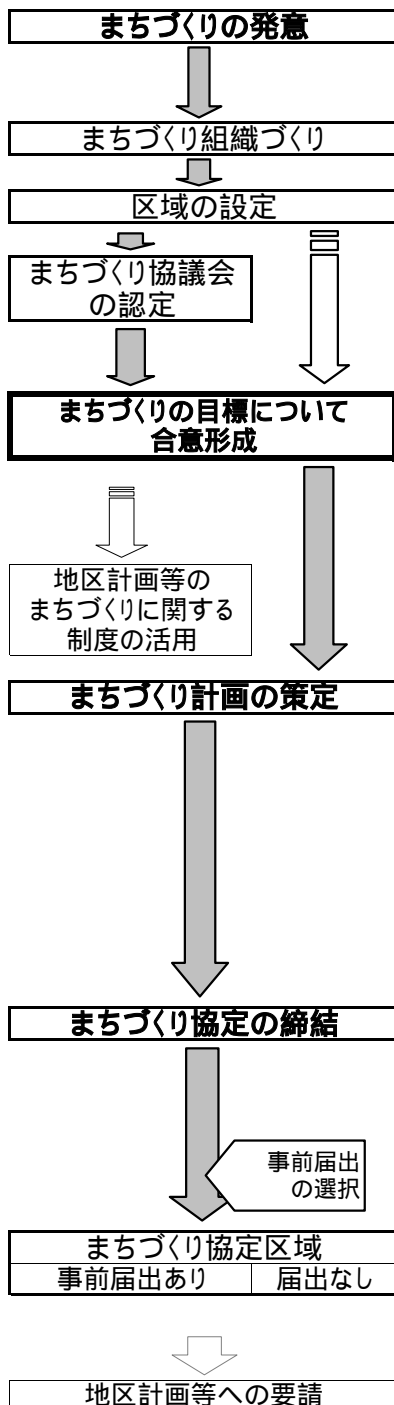 まちづくりの発意
まちづくり組織づくり
区域の設定
まちづくり協議会
の認定
まちづくりの目標について
合意形成
地区計画等の
まちづくりに関する
制度の活用
まちづくり計画の策定
まちづくり協定の締結
事前届出
の選択
まちづくり協定区域
事前届出あり 届出なし
地区計画等への要請